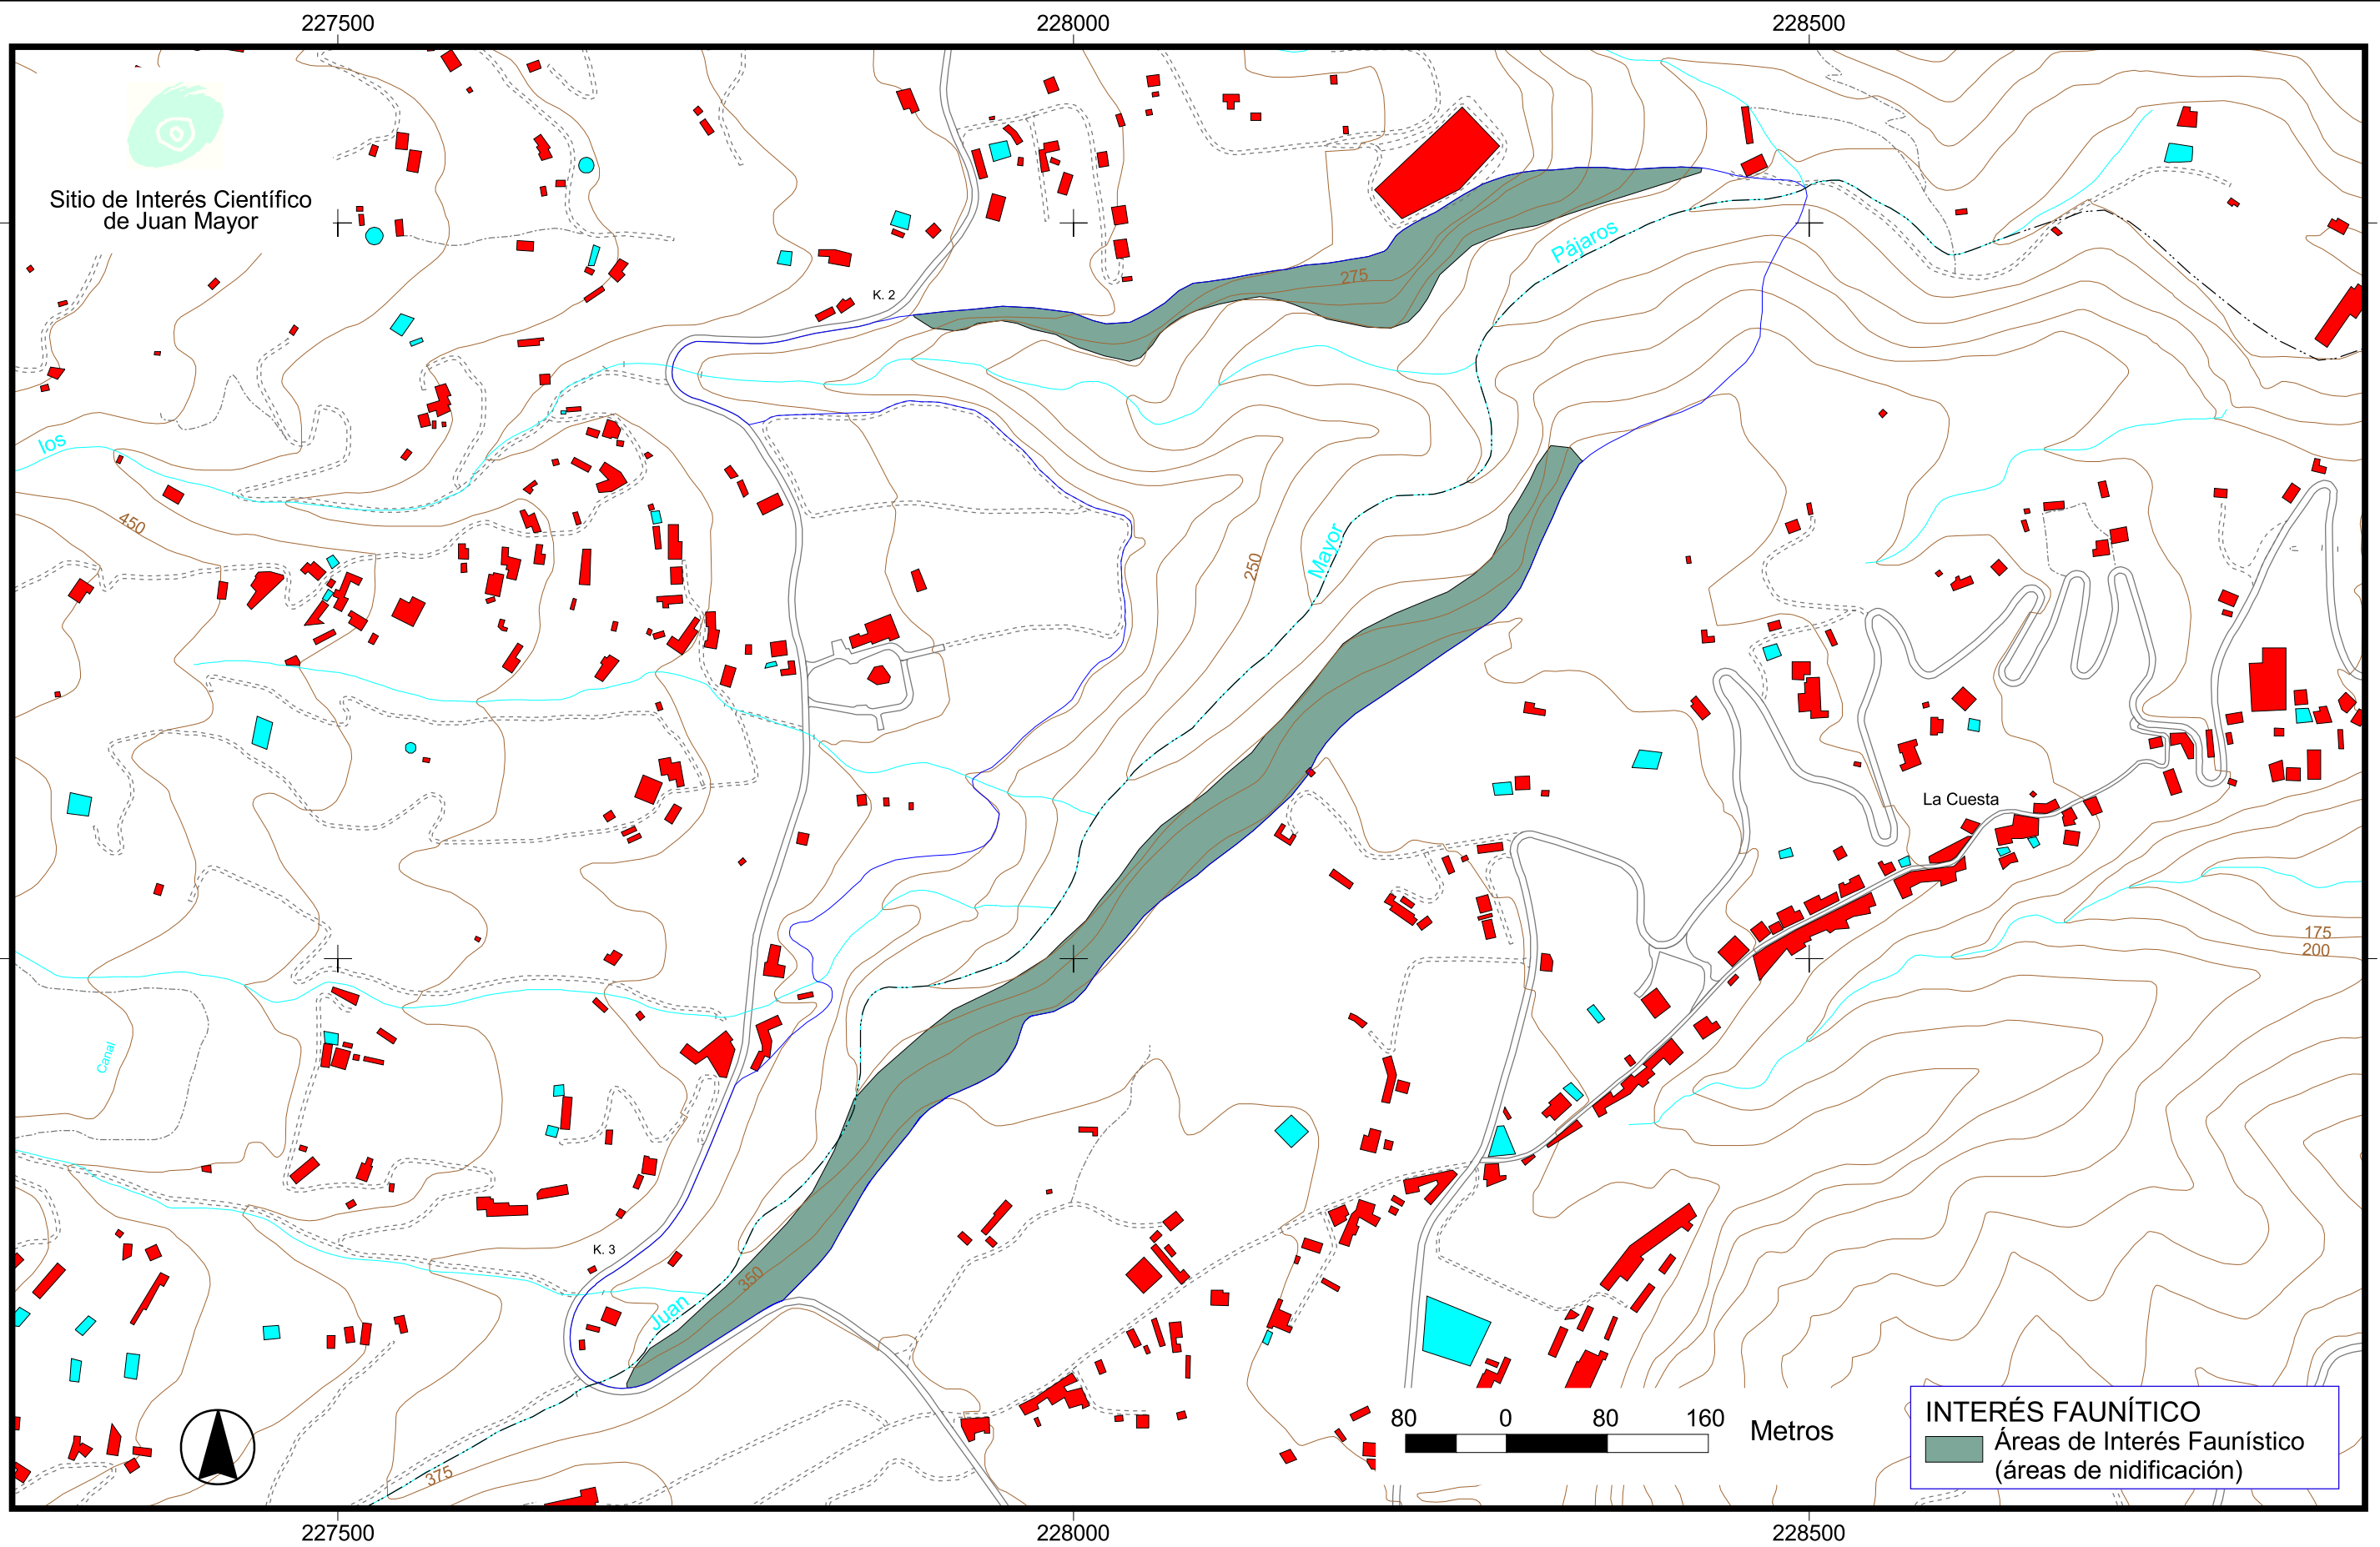 227500
228000
228500
Sitio de Interés Científico
de Juan Mayor
Pájaros
275
K. 2
los
450
Mayor
250
La Cuesta
175
200
Canal
K. 3
350
Juan
375
80 0 80 160
Metros
INTERÉS FAUNÍTICO
Áreas de Interés Faunístico
(áreas de nidificación)
227500
228000
228500